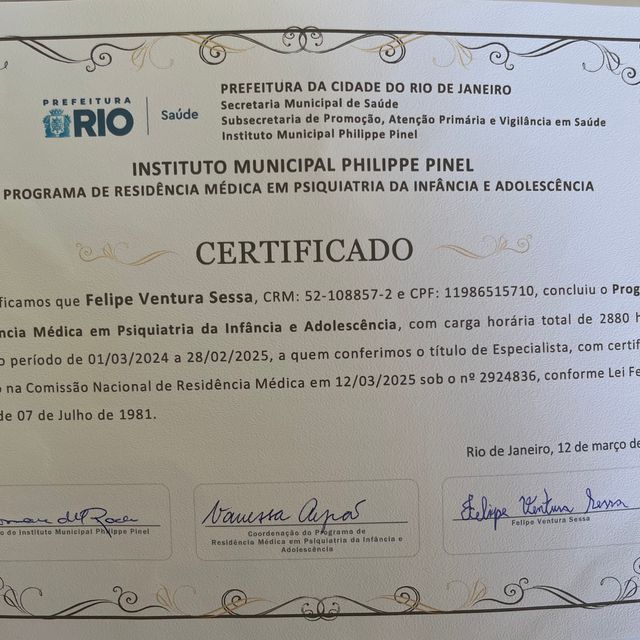 PREFEITURA DA CIDADE DO RIO DE JANEIRO
Secretaria Municipal de Saúde
Subsecretaria de Promoção, Atenção Primária e Vigilância em Saúde
Instituto Municipal Philippe Pinel
PREFEITURA
RIO
Saúde
INSTITUTO MUNICIPAL PHILIPPE PINEL
PROGRAMA DE RESIDÊNCIA MÉDICA EM PSIQUIATRIA DA INFÂNCIA E ADOLESCÊNCIA
CERTIFICADO
ficamos que Felipe Ventura Sessa, CRM: 52-108857-2 e CPF: 11986515710, concluiu o Prog
ncia Médica em Psiquiatria da Infância e Adolescência, com carga horária total de 2880 h
o período de 01/03/2024 a 28/02/2025, a quem conferimos o título de Especialista, com certif
na Comissão Nacional de Residência Médica em 12/03/2025 sob o nº 2924836, conforme Lei Fe
de 07 de Julho de 1981.
Rio de Janeiro, 12 de março de
Vanessa
Felipe Ventura Sessa
o do Instituto Municipal Philippe Pinel
Coordenação do Programa de
Residência Médica em Psiquiatria da Infância e
Adolescência
Felipe Ventura Sessa